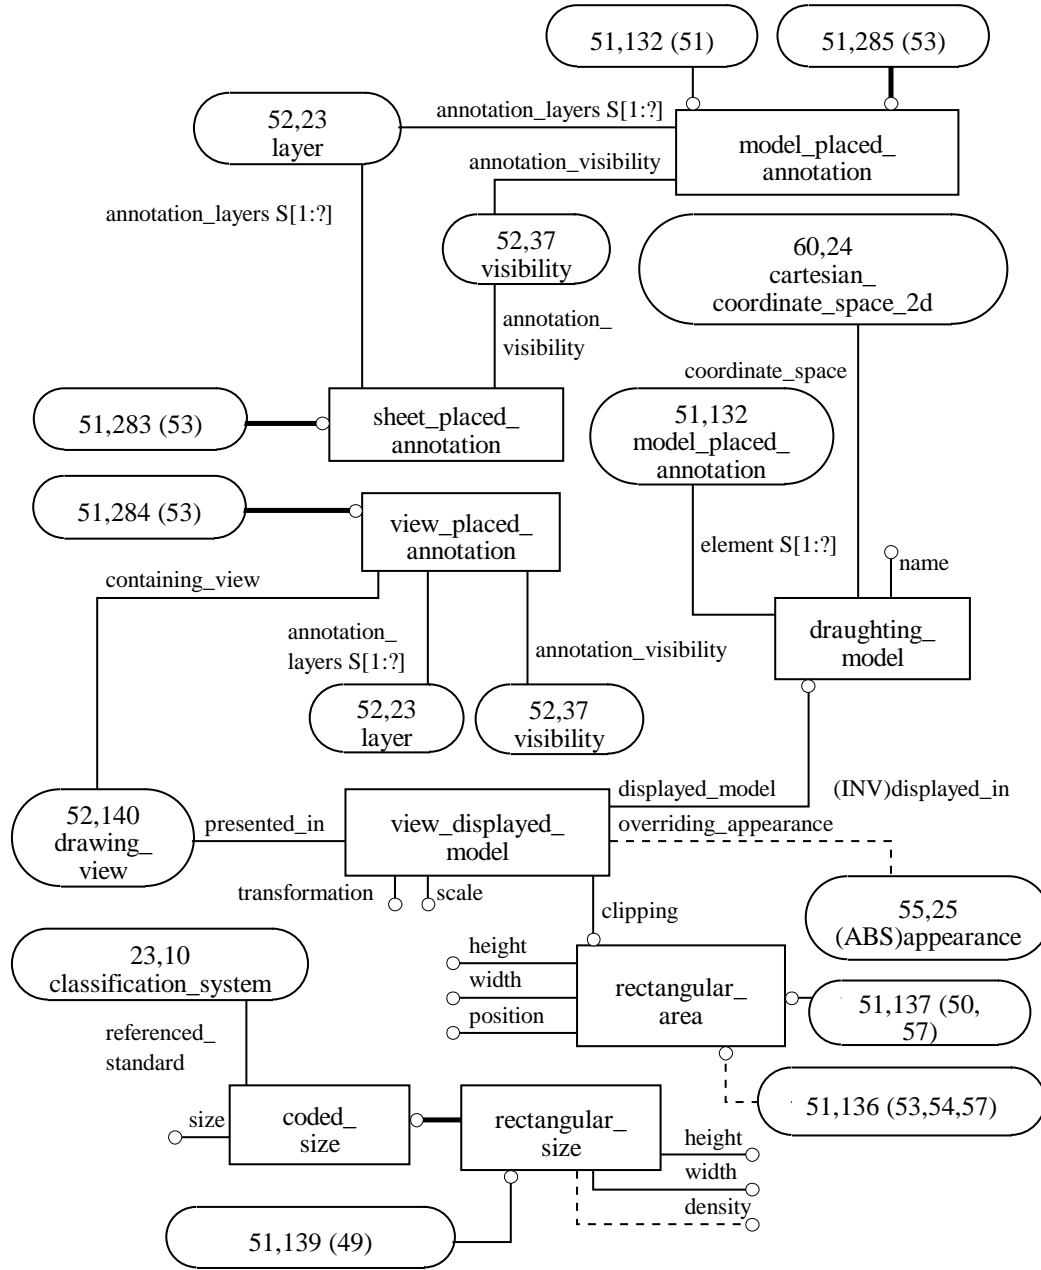 51,132 (51)
51,285 (53)
52,23
layer
annotation_layers S[1:?]
model_placed_
annotation
annotation_visibility
annotation_layers S[1:?]
52,37
visibility
60,24
cartesian_
coordinate_space_2d
annotation_
visibility
coordinate_space
51,283 (53)
sheet_placed_
annotation
51,132
model_placed_
annotation
51,284 (53)
view_placed_
annotation
element S[1:?]
name
containing_view
annotation_
layers S[1:?]
annotation_visibility
draughting_
model
52,23
layer
52,37
visibility
displayed_model
(INV)displayed_in
52,140
drawing_
view
presented_in
view_displayed_
model
overriding_appearance
transformation
scale
clipping
55,25
(ABS)appearance
23,10
classification_system
height
width
position
rectangular_
area
51,137 (50,
57)
referenced_
standard
51,136 (53,54,57)
size
coded_
size
rectangular_
size
height
width
density
51,139 (49)